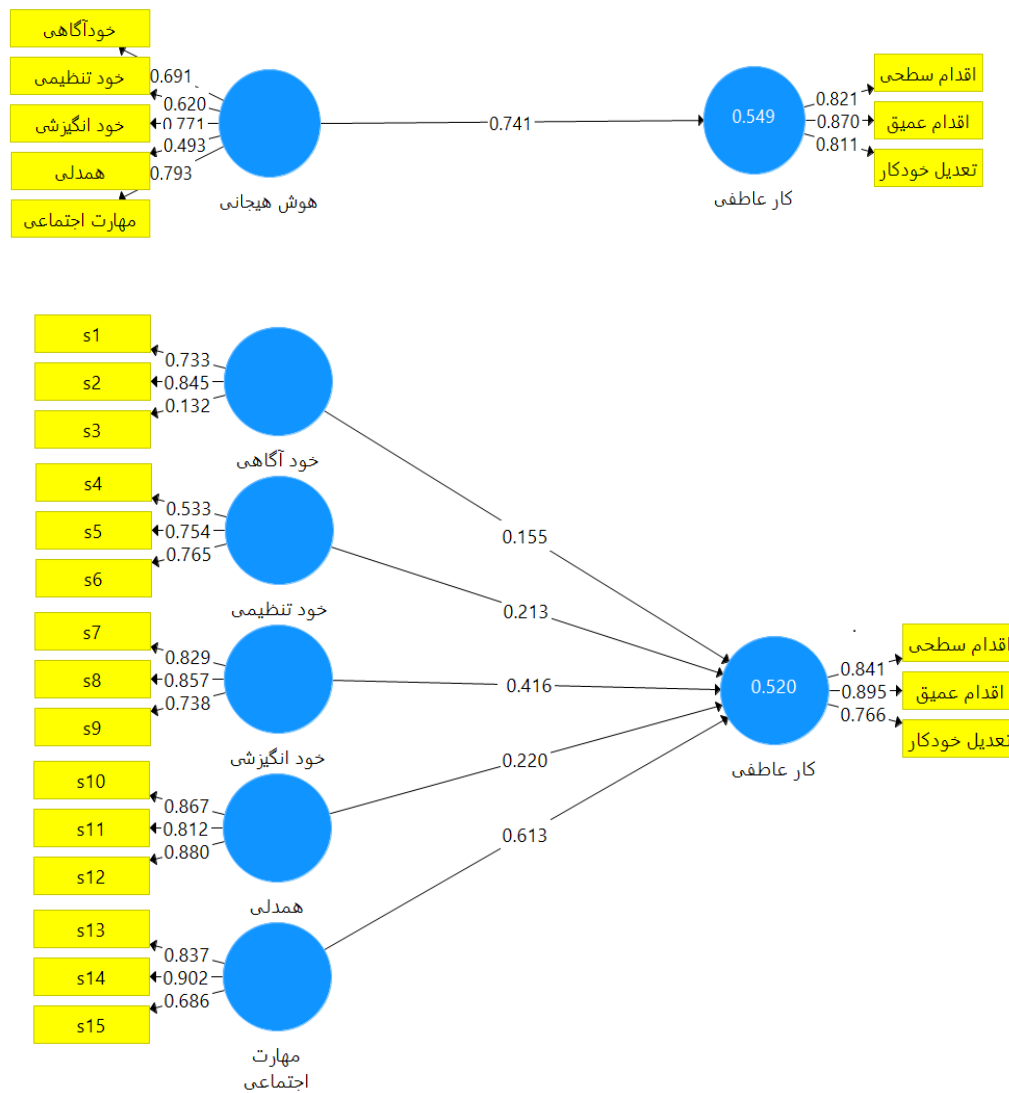 خودآگاهی
خود تنظیمی
خود انگیزشی
همدلی
مهارت اجتماعی
0.691
0.620
0.771
0.493
0.793
هوش هیجانی
0.741
0.549
کار عاطفی
0.821
0.870
0.811
اقدام سطحی
اقدام عمیق
تعدیل خودکار
s1
s2
s3
0.733
0.845
0.132
خود آگاهی
0.155
s4
s5
s6
0.533
0.754
0.765
خود تنظیمی
0.213
s7
s8
s9
0.829
0.857
0.738
خود انگیزشی
0.416
s10
s11
s12
0.867
0.812
0.880
همدلی
0.220
s13
s14
s15
0.837
0.902
0.686
مهارت
اجتماعی
0.613
0.520
کار عاطفی
0.841
0.895
0.766
اقدام سطحی
اقدام عمیق
تعدیل خودکار